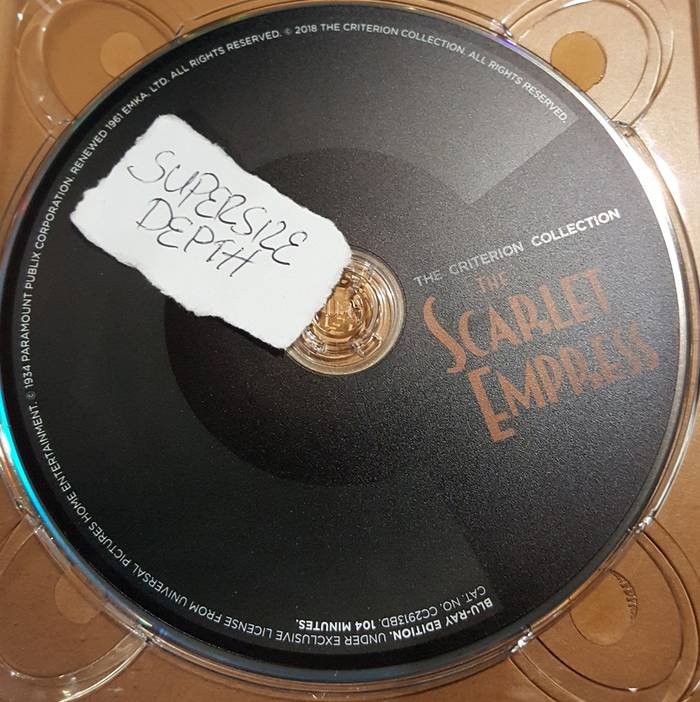 SUPERSIZE
DEPTH
THE CRITERION COLLECTION
THE
SCARLET
EMPRESS
BLU-RAY EDITION. UNDER EXCLUSIVE LICENSE FROM UNIVERSAL PICTURES HOME ENTERTAINMENT. © 1934 PARAMOUNT PUBLIX CORPORATION. RENEWED 1961 EMKA, LTD. ALL RIGHTS RESERVED. © 2018 THE CRITERION COLLECTION. ALL RIGHTS RESERVED.
CAT. NO. CC2913BD. 104 MINUTES.